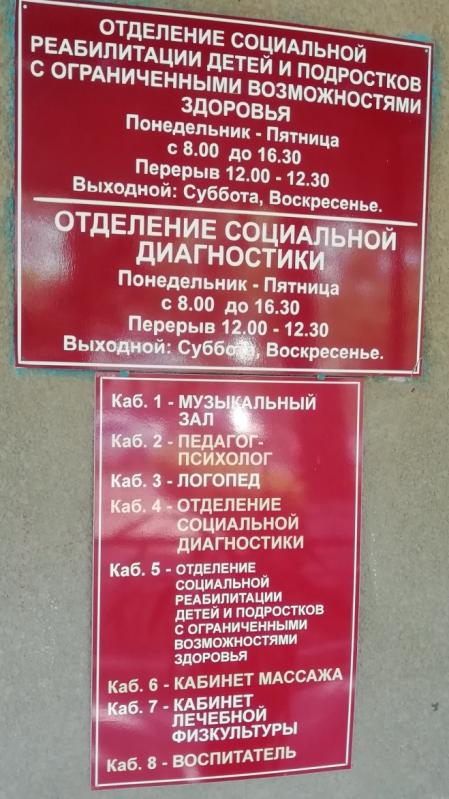 ОТДЕЛЕНИЕ СОЦИАЛЬНОЙ
РЕАБИЛИТАЦИИ ДЕТЕЙ И ПОДРОСТКОВ
С ОГРАНИЧЕННЫМИ ВОЗМОЖНОСТЯМИ
ЗДОРОВЬЯ
Понедельник - Пятница
с 8.00 до 16.30
Перерыв 12.00 - 12.30
Выходной: Суббота, Воскресенье.
ОТДЕЛЕНИЕ СОЦИАЛЬНОЙ
ДИАГНОСТИКИ
Понедельник - Пятница
с 8.00 до 16.30
Перерыв 12.00 - 12.30
Выходной: Суббота, Воскресенье.
Каб. 1 - МУЗЫКАЛЬНЫЙ
ЗАЛ
Каб. 2 - ПЕДАГОГ-
ПСИХОЛОГ
Каб. 3 - ЛОГОПЕД
Каб. 4 - ОТДЕЛЕНИЕ
СОЦИАЛЬНОЙ
ДИАГНОСТИКИ
Каб. 5 - ОТДЕЛЕНИЕ
СОЦИАЛЬНОЙ
РЕАБИЛИТАЦИИ
ДЕТЕЙ И ПОДРОСТКОВ
С ОГРАНИЧЕННЫМИ
ВОЗМОЖНОСТЯМИ
ЗДОРОВЬЯ
Каб. 6 - КАБИНЕТ МАССАЖА
Каб. 7 - КАБИНЕТ
ЛЕЧЕБНОЙ
ФИЗКУЛЬТУРЫ
Каб. 8 - ВОСПИТАТЕЛЬ